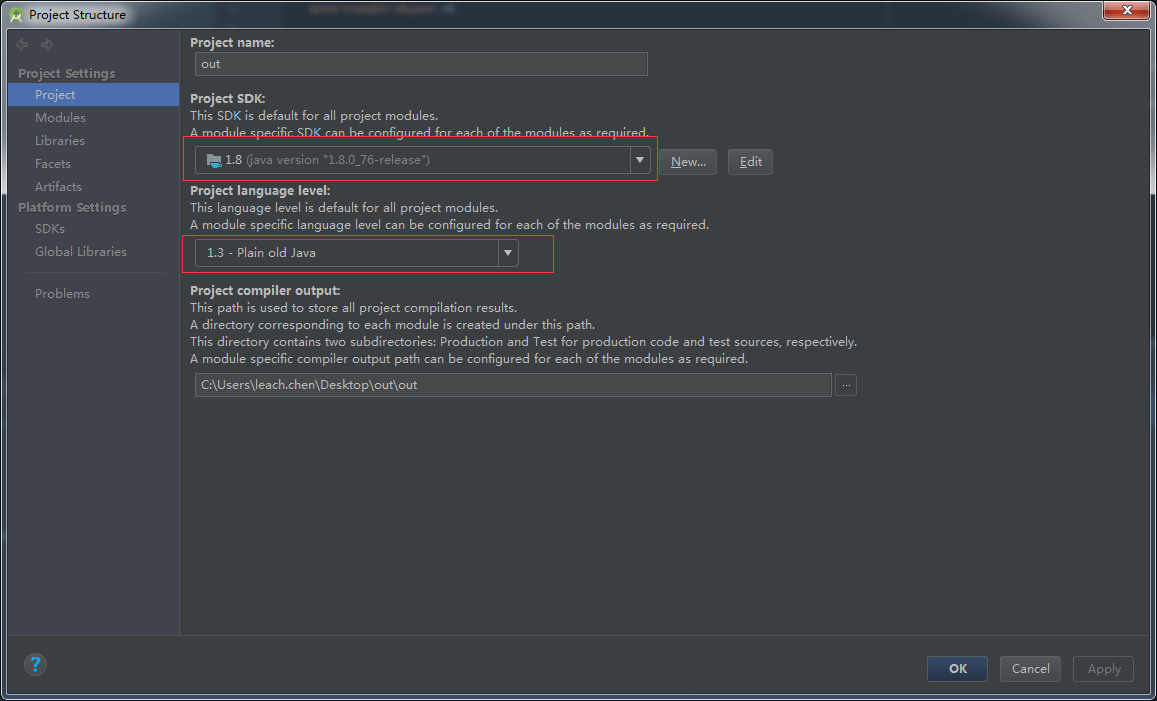 Project Structure
Project Settings
Project
Modules
Libraries
Facets
Artifacts
Platform Settings
SDKs
Global Libraries
Problems
Project name:
out
Project SDK:
This SDK is default for all project modules.
A module specific SDK can be configured for each of the modules as required.
1.8 (java version "1.8.0_76-release")
New...
Edit
Project language level:
This language level is default for all project modules.
A module specific language level can be configured for each of the modules as required.
1.3 - Plain old Java
Project compiler output:
This path is used to store all project compilation results.
A directory corresponding to each module is created under this path.
This directory contains two subdirectories: Production and Test for production code and test sources, respectively.
A module specific compiler output path can be configured for each of the modules as required.
C:\Users\leach.chen\Desktop\out\out
...
?
OK
Cancel
Apply